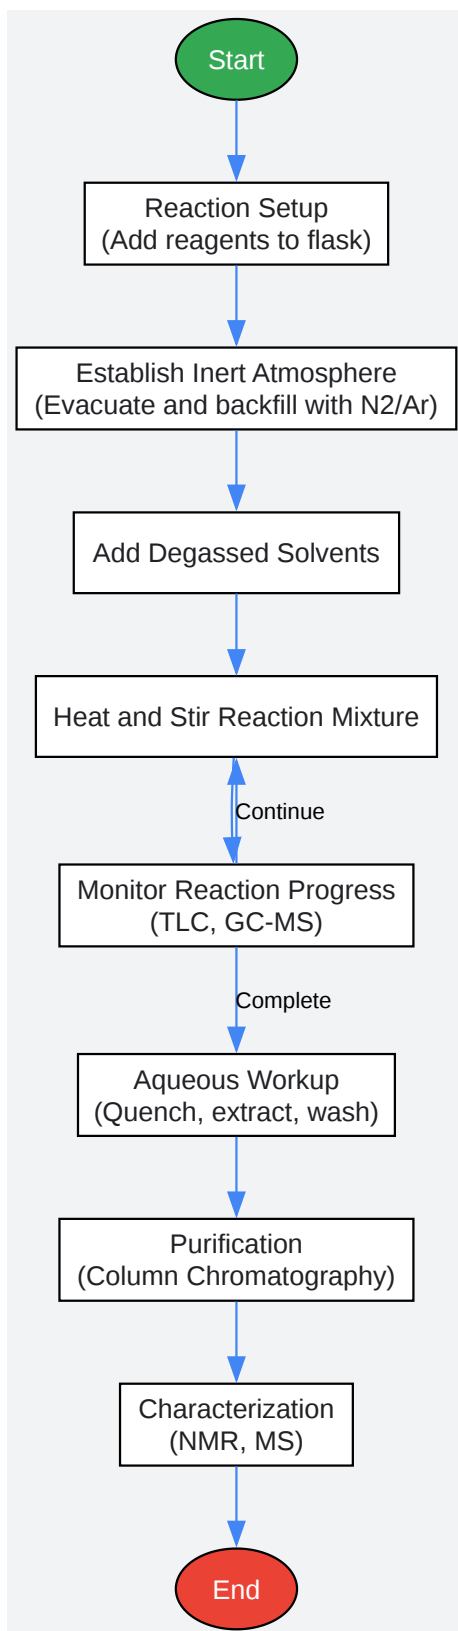 Start
Reaction Setup
(Add reagents to flask)
Establish Inert Atmosphere
(Evacuate and backfill with N2/Ar)
Add Degassed Solvents
Heat and Stir Reaction Mixture
Continue
Monitor Reaction Progress
(TLC, GC-MS)
Complete
Aqueous Workup
(Quench, extract, wash)
Purification
(Column Chromatography)
Characterization
(NMR, MS)
End